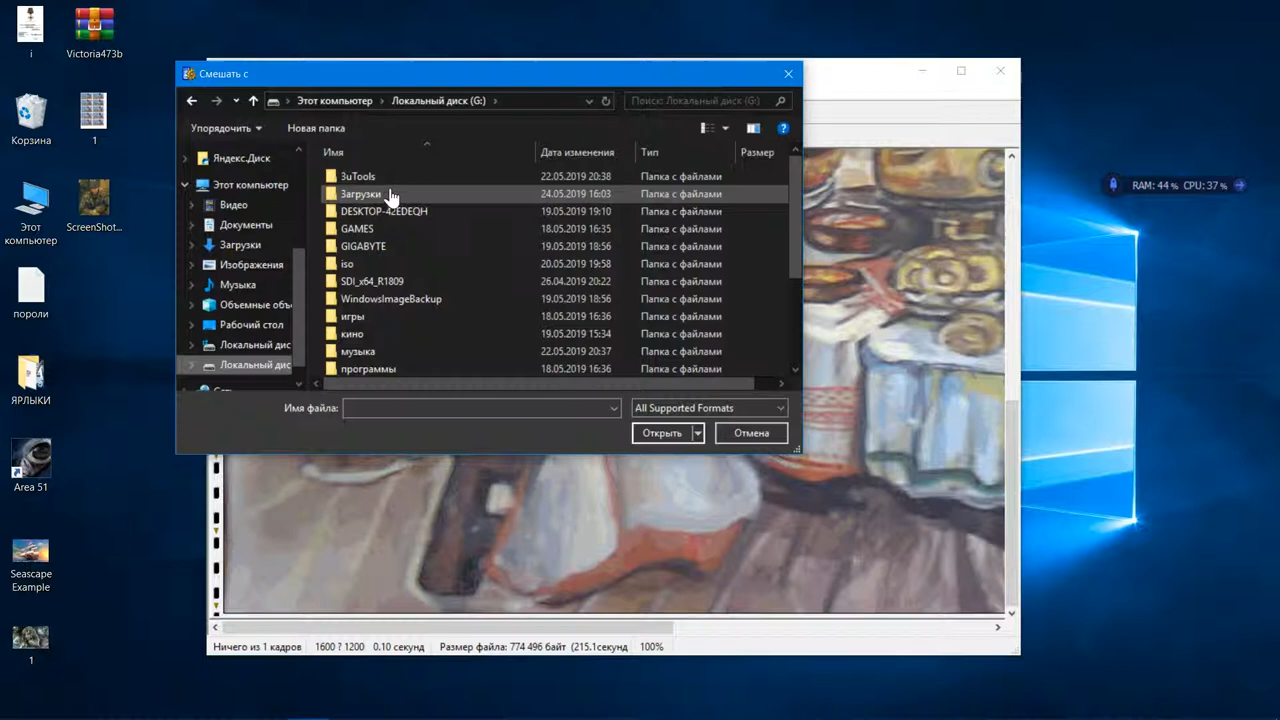 i
Victoria473b
Корзина
1
Этот
компьютер
ScreenShot...
пороли
ЯРЛЫКИ
Area 51
Seascape
Example
1
Смешать с
Этот компьютер
Локальный диск (G:)
Поиск: Локальный диск (G:)
Упорядочить
Новая папка
Яндекс.Диск
Этот компьютер
Видео
Документы
Загрузки
Изображения
Музыка
Объемные объ
Рабочий стол
Локальный дис
Локальный дис
Имя Дата изменения Тип Размер
3uTools 22.05.2019 20:38 Папка с файлами
Загрузки 24.05.2019 16:03 Папка с файлами
DESKTOP-42EDEQH 19.05.2019 19:10 Папка с файлами
GAMES 18.05.2019 16:35 Папка с файлами
GIGABYTE 19.05.2019 18:56 Папка с файлами
iso 20.05.2019 19:58 Папка с файлами
SDI_x64_R1809 26.04.2019 20:22 Папка с файлами
WindowsImageBackup 19.05.2019 18:56 Папка с файлами
игры 18.05.2019 16:36 Папка с файлами
кино 19.05.2019 15:34 Папка с файлами
музыка 22.05.2019 20:37 Папка с файлами
программы 18.05.2019 16:36 Папка с файлами
Имя файла:
All Supported Formats
Открыть
Отмена
RAM: 44% CPU: 37%
Ничего из 1 кадров 1600 ? 1200 0.10 секунд Размер файла: 774 496 байт (215.1секунд 100%